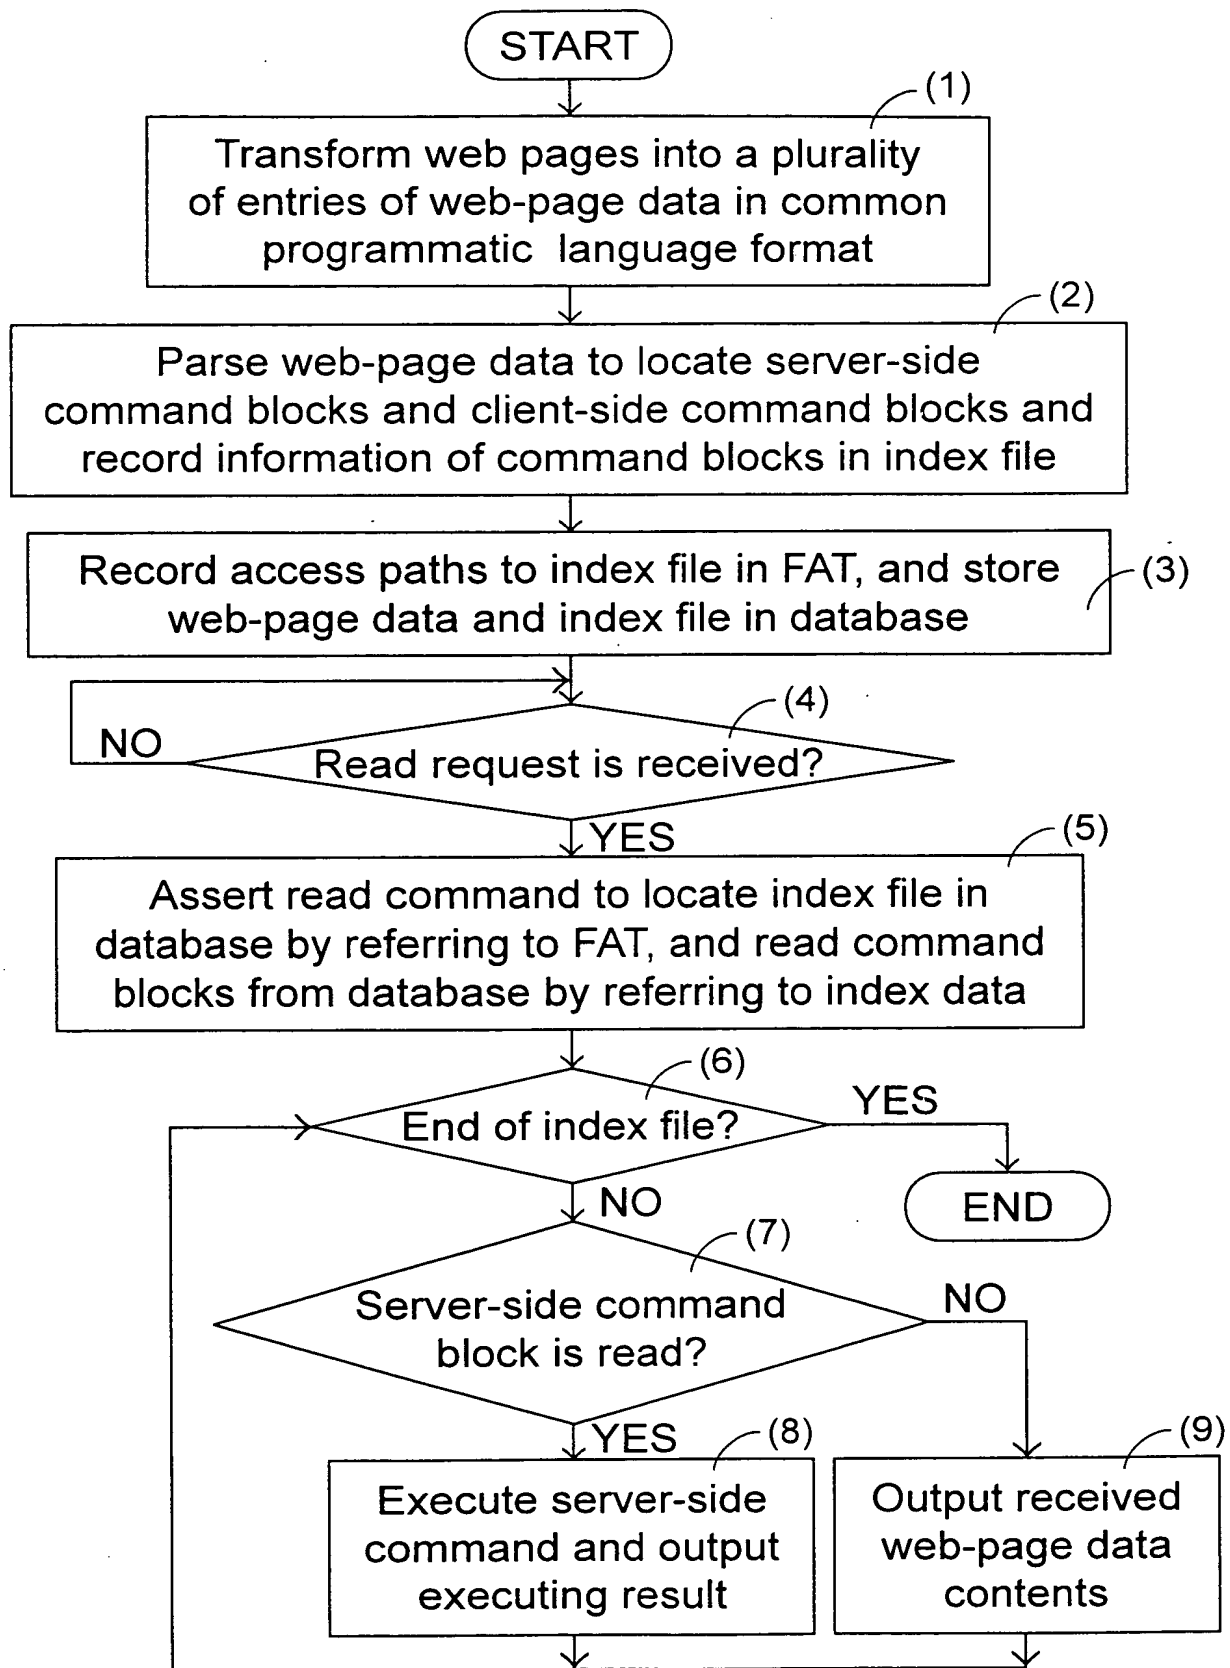 START
(1)
Transform web pages into a plurality
of entries of web-page data in common
programmatic language format
(2)
Parse web-page data to locate server-side
command blocks and client-side command blocks and
record information of command blocks in index file
Record access paths to index file in FAT, and store
web-page data and index file in database
(3)
(4)
NO
Read request is received?
YES
(5)
Assert read command to locate index file in
database by referring to FAT, and read command
blocks from database by referring to index data
(6)
End of index file?
YES
NO
END
(7)
Server-side command
block is read?
NO
YES
(8)
(9)
Execute server-side
command and output
executing result
Output received
web-page data
contents